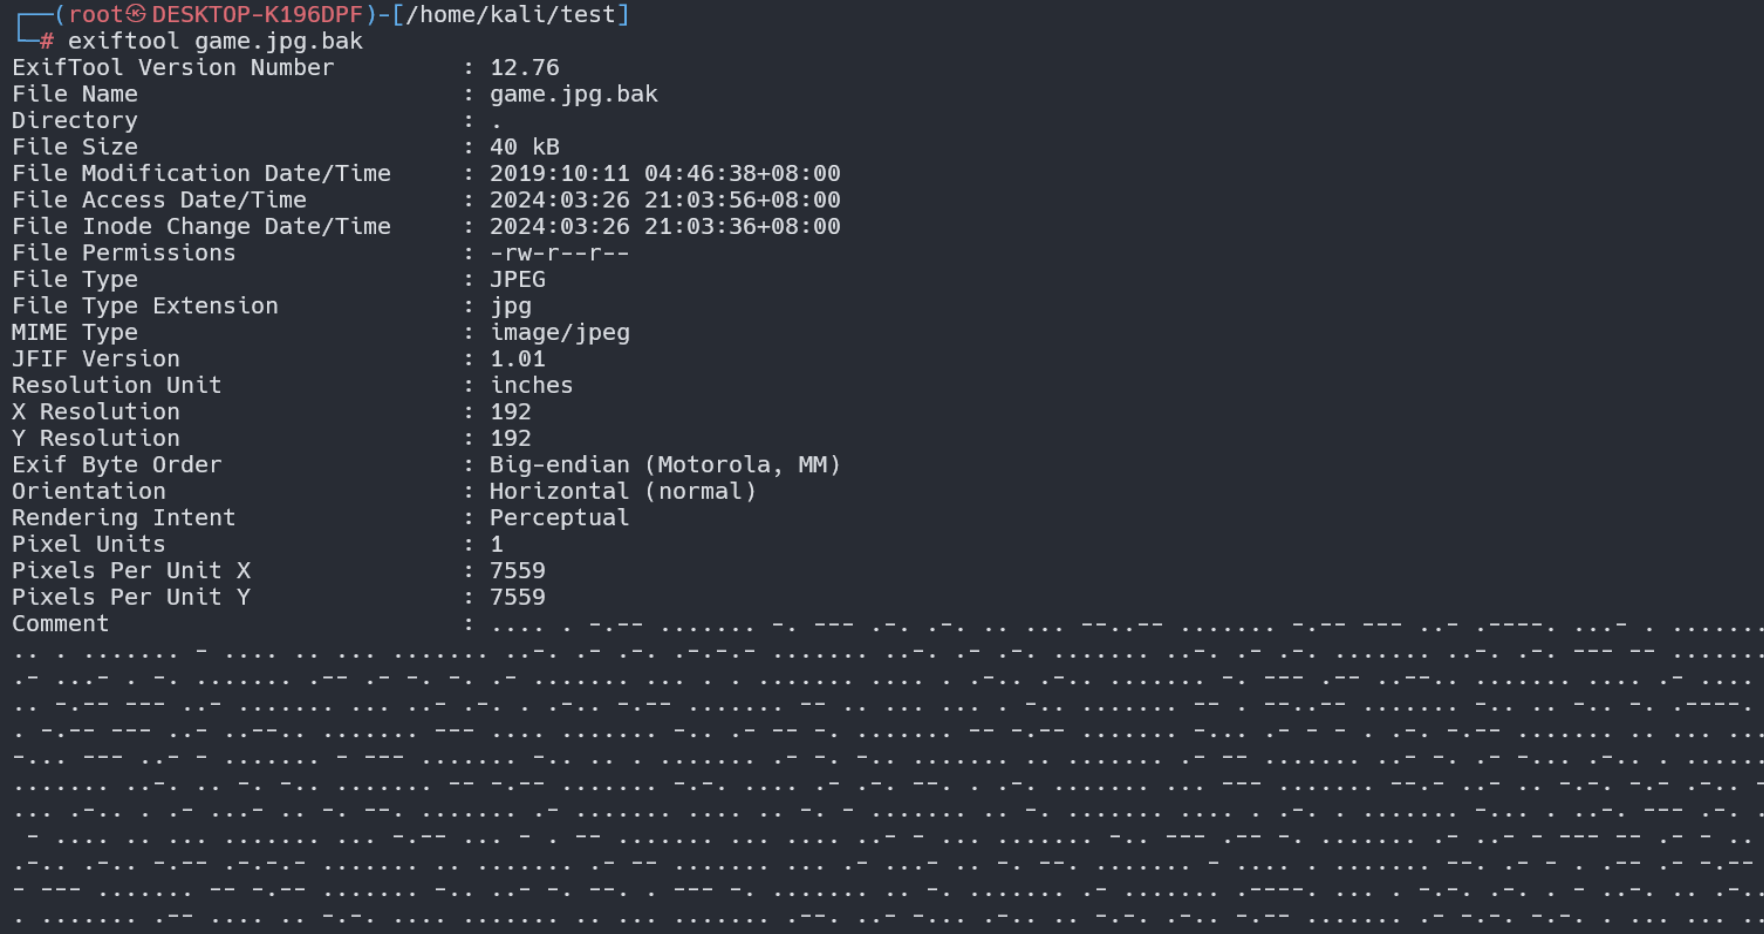 ┌──(root㉿DESKTOP-K196DPF)-[/home/kali/test]
└─# exiftool game.jpg.bak
ExifTool Version Number : 12.76
File Name : game.jpg.bak
Directory : .
File Size : 40 kB
File Modification Date/Time : 2019:10:11 04:46:38+08:00
File Access Date/Time : 2024:03:26 21:03:56+08:00
File Inode Change Date/Time : 2024:03:26 21:03:36+08:00
File Permissions : -rw-r--r--
File Type : JPEG
File Type Extension : jpg
MIME Type : image/jpeg
JFIF Version : 1.01
Resolution Unit : inches
X Resolution : 192
Y Resolution : 192
Exif Byte Order : Big-endian (Motorola, MM)
Orientation : Horizontal (normal)
Rendering Intent : Perceptual
Pixel Units : 1
Pixels Per Unit X : 7559
Pixels Per Unit Y : 7559
Comment : .... . -.-- ....... -. --- .-. .-. .. ... --..-- ....... -.-- --- ..- .----. ...- . .......
.. . ....... - .... .. ... ....... ..-. .- .-. .-.-.- ....... ..-. .- .-. ....... ..-. .- .-. ....... ..-. .-. --- -- .......
.- ...- . -. ....... .-- .- -. -. .- ....... ... . . ....... .... . .-.. .-.. ....... -. --- .-- ..--.. ....... .... .- ....
.. -.-- --- ..- ....... ... ..- .-. . .-.. -.-- ....... -- .. ... ... . -.. ....... -- . --..-- ....... -.. .. -.. -. .----.
. -.-- --- ..- ..--.. ....... --- .... ....... -.. .- -- -. ....... -- -.-- ....... -... .- - - . .-. -.-- ....... .. ... ...
-... --- ..- - ....... - --- ....... -.. .. . ....... .- -. -.. ....... .. ....... .- -- ....... ..- -. .- -... .-.. . .....
....... ..-. .. -. -.. ....... -- -.-- ....... -.-. .... .- .-. --. . .-. ....... ... --- ....... --.- ..- .. -.-. -.- .-.. -
... .-.. . .- ...- .. -. --. ....... .- ....... .... .. -. - ....... .. -. ....... .... . .-. . ....... -... . ..-. --- .-.
- .... .. ... ....... ... -.-- ... - . -- ....... ... .... ..- - ... ....... -.. --- .-- -. ....... .- ..- - --- -- .- - ..
.-.. .-.. -.-- .-.-.- ....... .. ....... .- -- ....... ... .- ...- .. -. --. ....... - .... . ....... --. .- - . .-- .- -.--
- --- ....... -- -.-- ....... -.. ..- -. --. . --- -. ....... .. -. ....... .- ....... .----. ... . -.-. .-. . - ..-. .. .-..
. ....... .-- .... .. -.-. .... ....... .. ... ....... .--. ..- -... .-.. .. -.-. .-.. -.-- ....... .- -.-. -.-. . ... ...